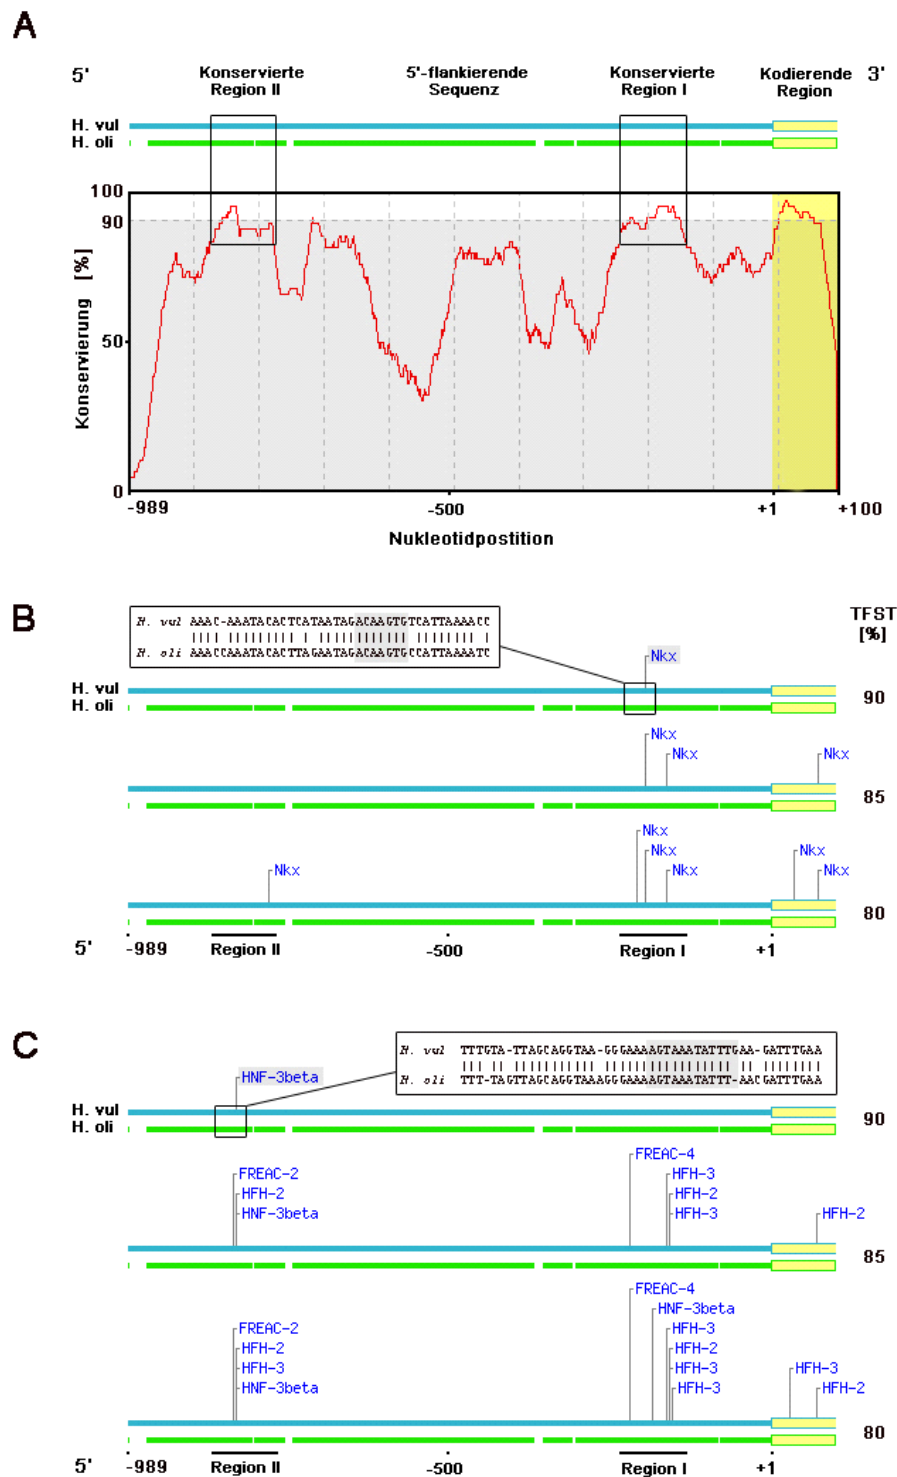 A
5' Konservierte Region II 5'-flankierende Sequenz Konservierte Region I Kodierende Region 3'
H. vul
H. oli
100
90
50
0
Konservierung [%]
-989 -500 +1 +100
Nukleotidpostition
B
TFST [%]
H. vul AAAC-AAATACACTCATAATAGACAAGTGTCATTAAAACC
H. oli AAACCAAATACACTTAGAATAGACAAGTGCCATTAAAATC
Nkx
H. vul
H. oli
90
Nkx
Nkx Nkx
85
Nkx
Nkx Nkx
Nkx Nkx Nkx
80
5' -989 Region II -500 Region I +1
C
H. vul TTTGTA-TTAGCAGGTAA-GGGAAAAGTAAATATTTGAA-GATTTGAA
H. oli TTT-TAGTTAGCAGGTAAAGGGAAAAGTAAATATTT-AACGATTTGAA
HNF-3beta
H. vul
H. oli
90
FREAC-4
FREAC-2 HFH-3
HFH-2 HFH-2
HNF-3beta HFH-3 HFH-2
85
FREAC-4
HNF-3beta
FREAC-2 HFH-3
HFH-2 HFH-2
HFH-3 HFH-3 HFH-3
HNF-3beta HFH-3 HFH-2
80
5' -989 Region II -500 Region I +1